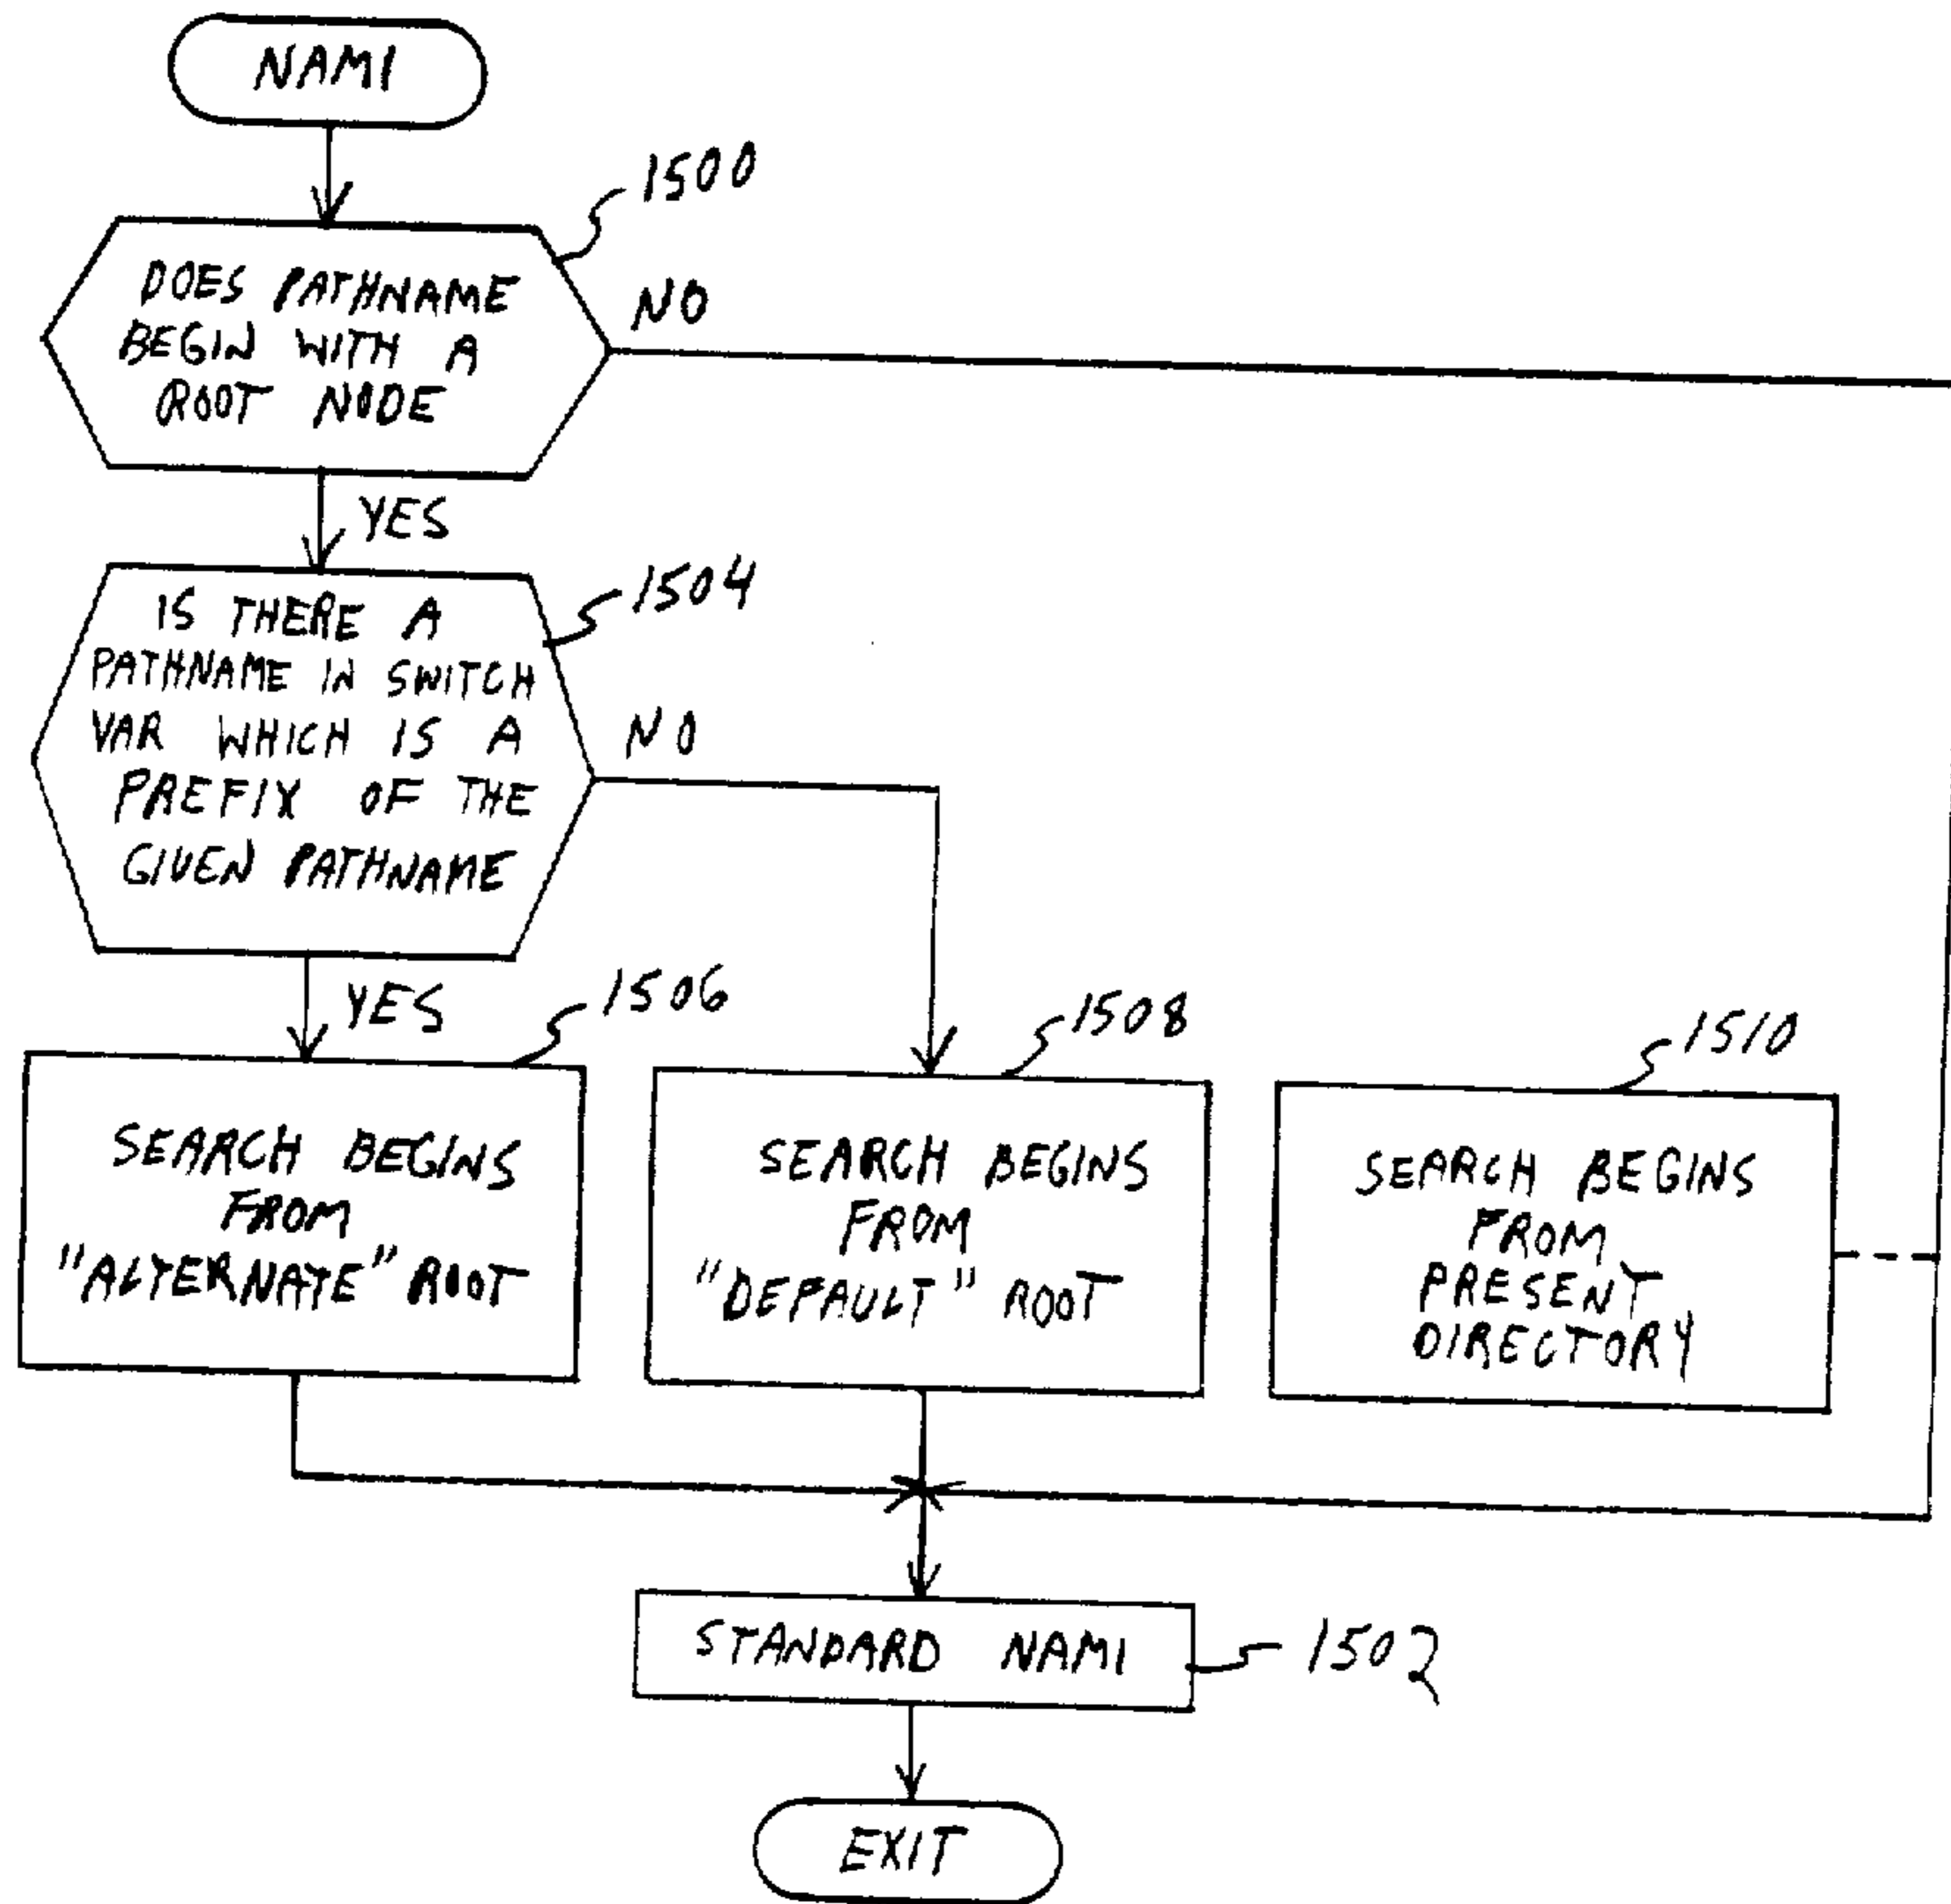 NAMI
1500
DOES PATHNAME
BEGIN WITH A
ROOT NODE
NO
YES
1504
IS THERE A
PATHNAME IN SWITCH
VAR WHICH IS A
PREFIX OF THE
GIVEN PATHNAME
NO
YES
1506
SEARCH BEGINS
FROM
"ALTERNATE" ROOT
1508
SEARCH BEGINS
FROM
"DEFAULT" ROOT
1510
SEARCH BEGINS
FROM
PRESENT
DIRECTORY
STANDARD NAMI
1502
EXIT